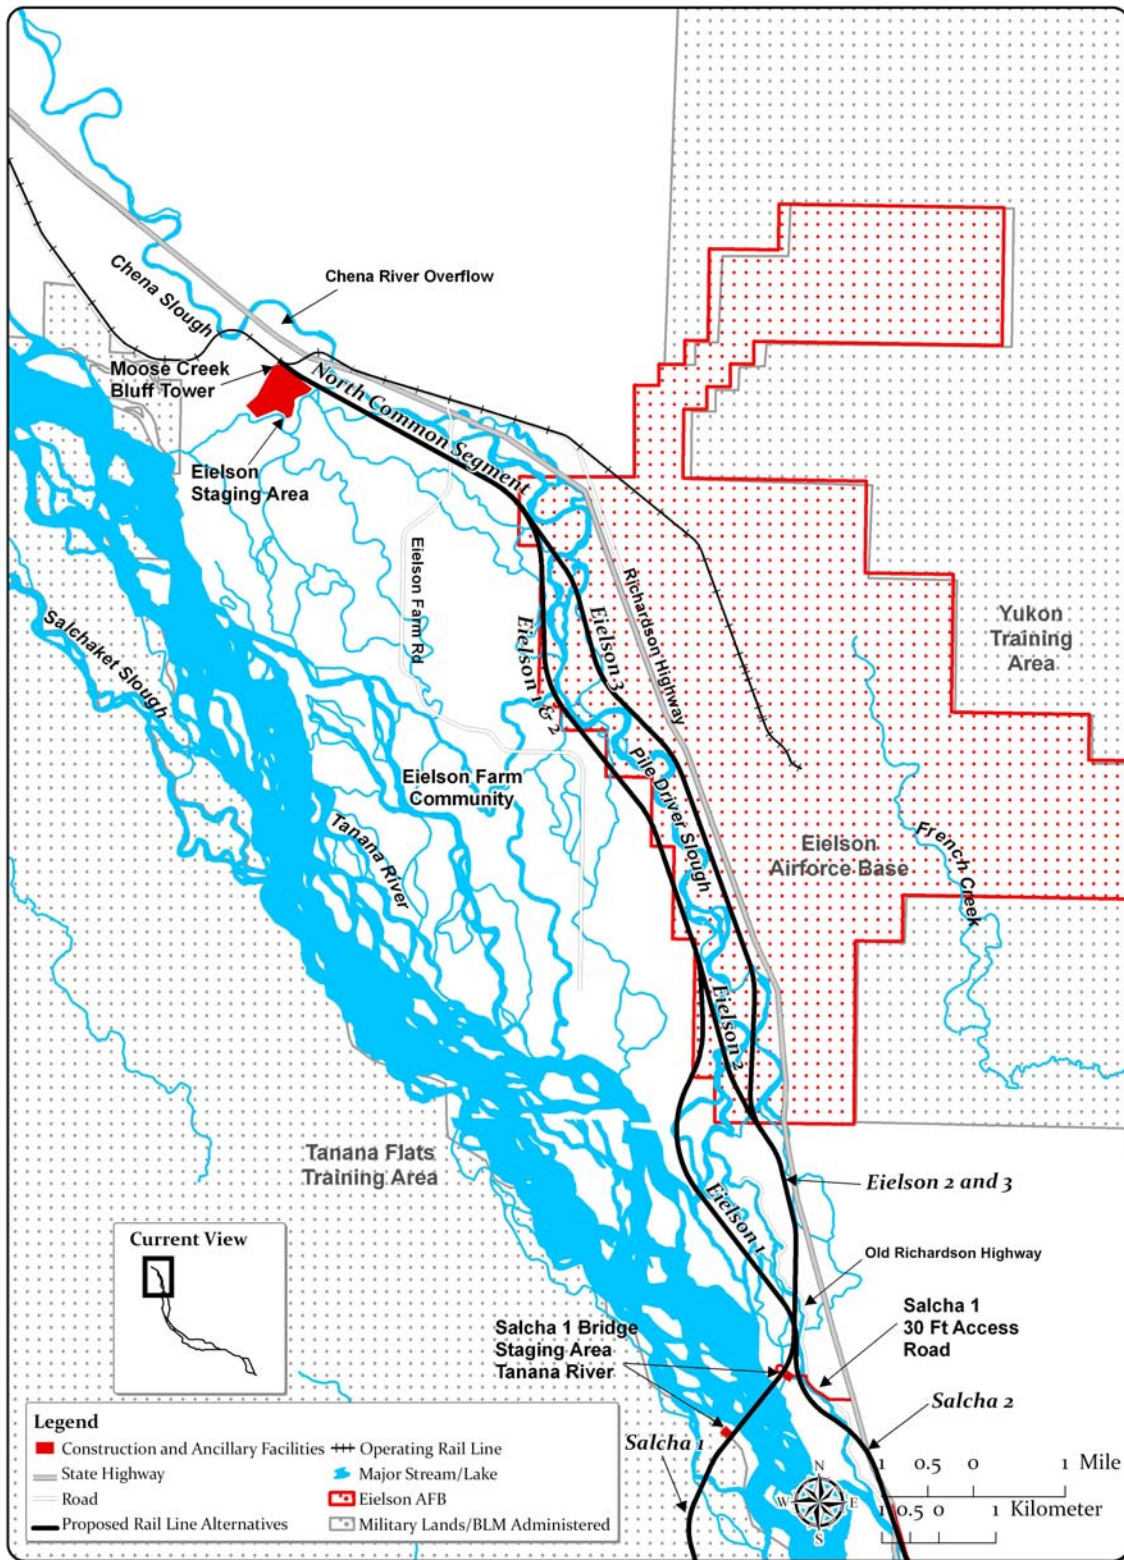 Chena River Overflow
Chena Slough
Moose Creek
Bluff Tower
North Common Segment
Eielson
Staging Area
Eielson Farm Rd
Richardson Highway
Eielson 3
Eielson 1 & 2
Yukon
Training
Area
Salchaket Slough
Pile Driver Slough
Eielson Farm
Community
Tanana River
Eielson
Airforce Base
French Creek
Eielson 2
Tanana Flats
Training Area
Eielson 2 and 3
Eielson 1
Current View
Old Richardson Highway
Salcha 1
30 Ft Access
Road
Salcha 1 Bridge
Staging Area
Tanana River
Salcha 2
Salcha 1
Legend
Construction and Ancillary Facilities
Operating Rail Line
State Highway
Major Stream/Lake
Road
Eielson AFB
Proposed Rail Line Alternatives
Military Lands/BLM Administered
N
W E
S
1 0.5 0 1 Mile
1 0.5 0 1 Kilometer